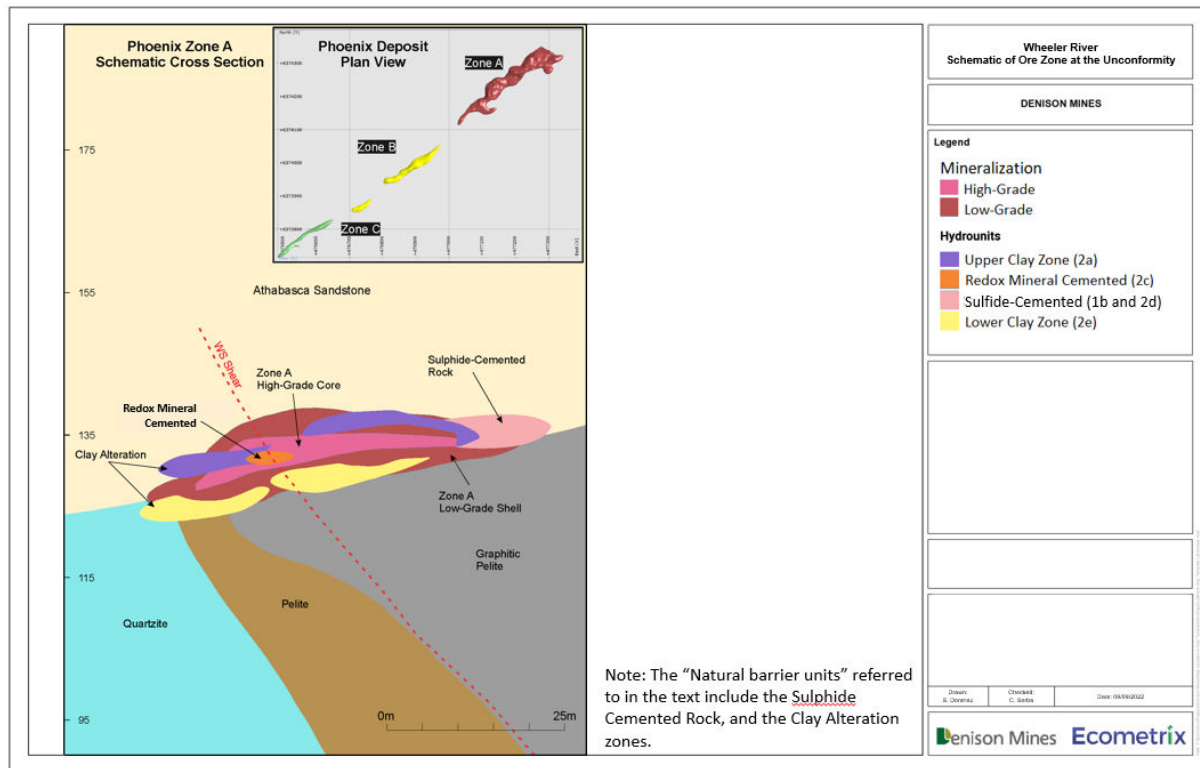 Phoenix Zone A
Schematic Cross Section
Phoenix Deposit
Plan View
Zone A
Zone B
Zone C
175
155
135
115
95
Athabasca Sandstone
WS Shear
Zone A
High-Grade Core
Sulphide-Cemented
Rock
Redox Mineral
Cemented
Clay Alteration
Zone A
Low-Grade Shell
Graphitic
Pelite
Pelite
Quartzite
0m
25m
Note: The “Natural barrier units” referred
to in the text include the Sulphide
Cemented Rock, and the Clay Alteration
zones.
Wheeler River
Schematic of Ore Zone at the Unconformity
DENISON MINES
Legend
Mineralization
High-Grade
Low-Grade
Hydrounits
Upper Clay Zone (2a)
Redox Mineral Cemented (2c)
Sulfide-Cemented (1b and 2d)
Lower Clay Zone (2e)
Drawn:
Checked:
Date: 09/09/2022
Denison Mines
Ecometrix